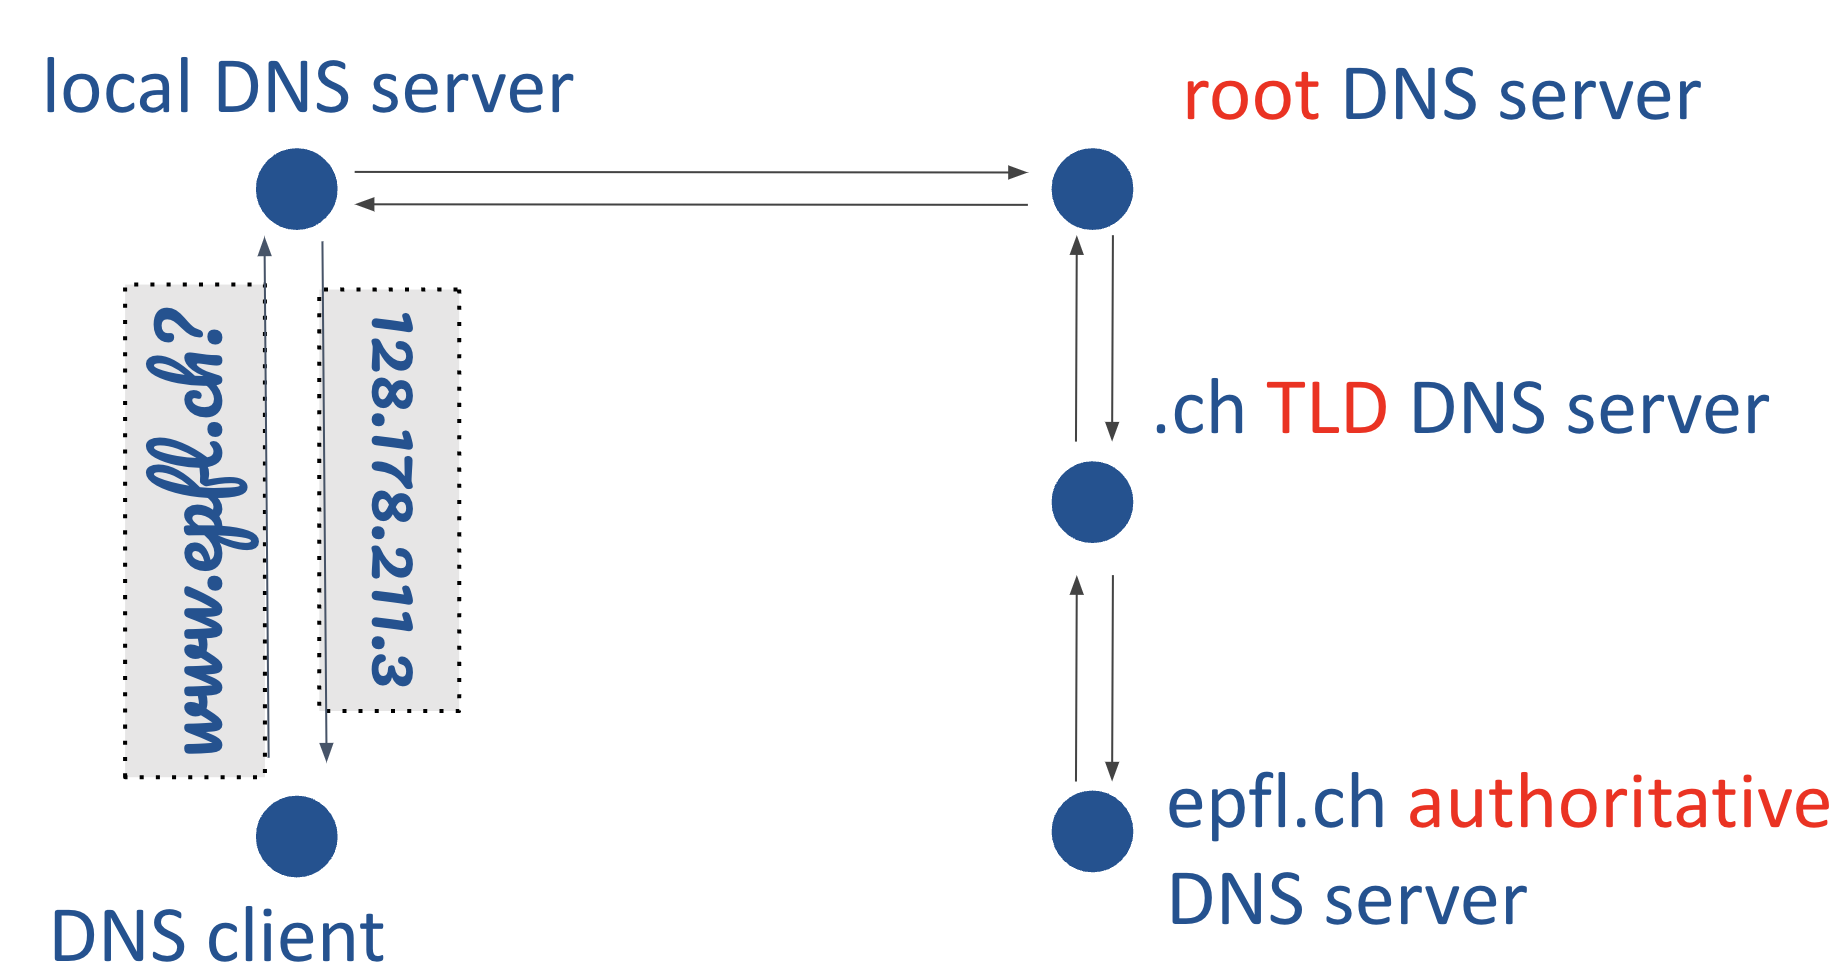 local DNS server
root DNS server
www.epfl.ch?
128.178.211.3
.ch TLD DNS server
epfl.ch authoritative
DNS server
DNS client